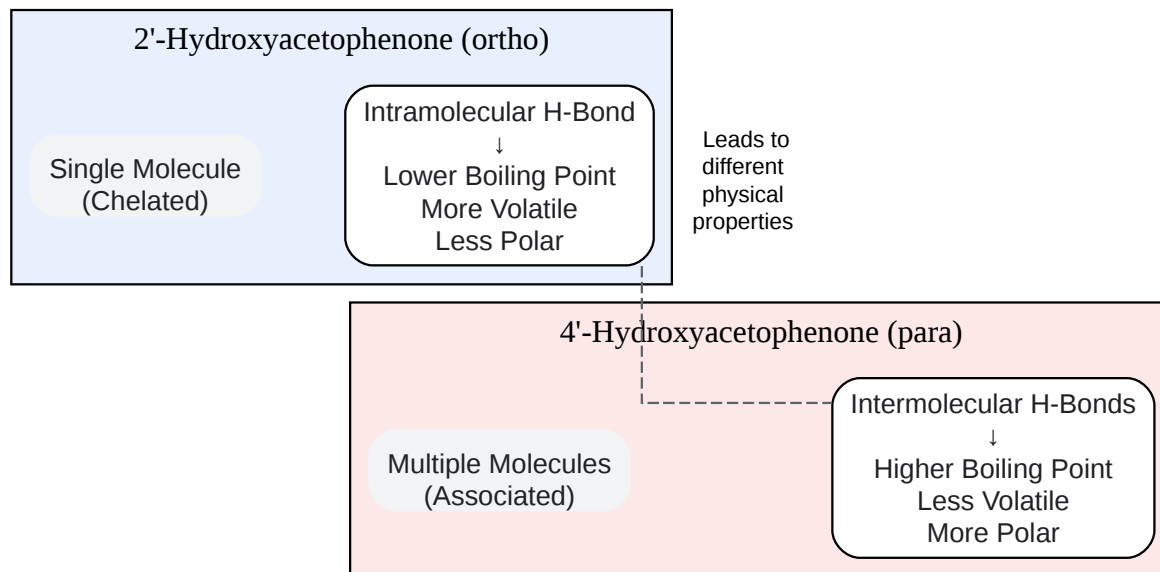 2'-Hydroxyacetophenone (ortho)
Single Molecule
(Chelated)
Intramolecular H-Bond
↓
Lower Boiling Point
More Volatile
Less Polar
Leads to
different
physical
properties
4'-Hydroxyacetophenone (para)
Multiple Molecules
(Associated)
Intermolecular H-Bonds
↓
Higher Boiling Point
Less Volatile
More Polar